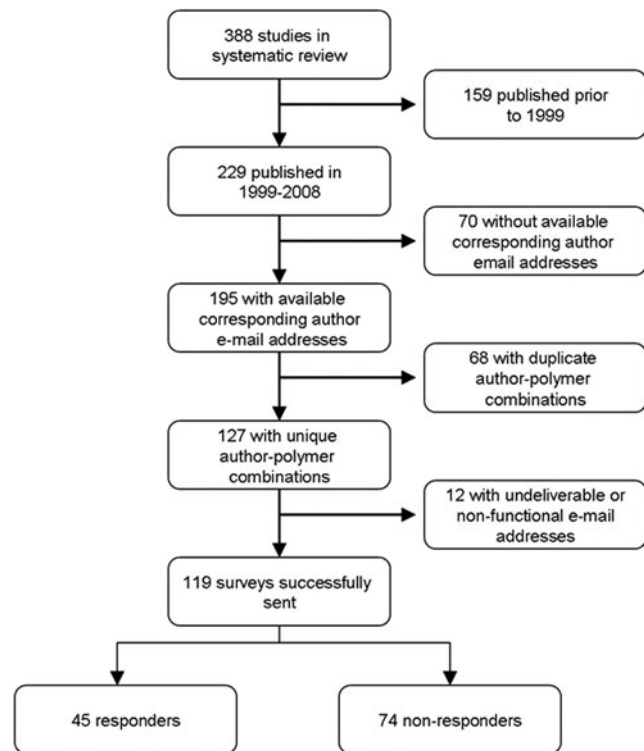 388 studies in
systematic review
159 published prior
to 1999
229 published in
1999-2008
70 without available
corresponding author
email addresses
195 with available
corresponding author
e-mail addresses
68 with duplicate
author-polymer
combinations
127 with unique
author-polymer
combinations
12 with undeliverable or
non-functional e-mail
addresses
119 surveys successfully
sent
45 responders
74 non-responders